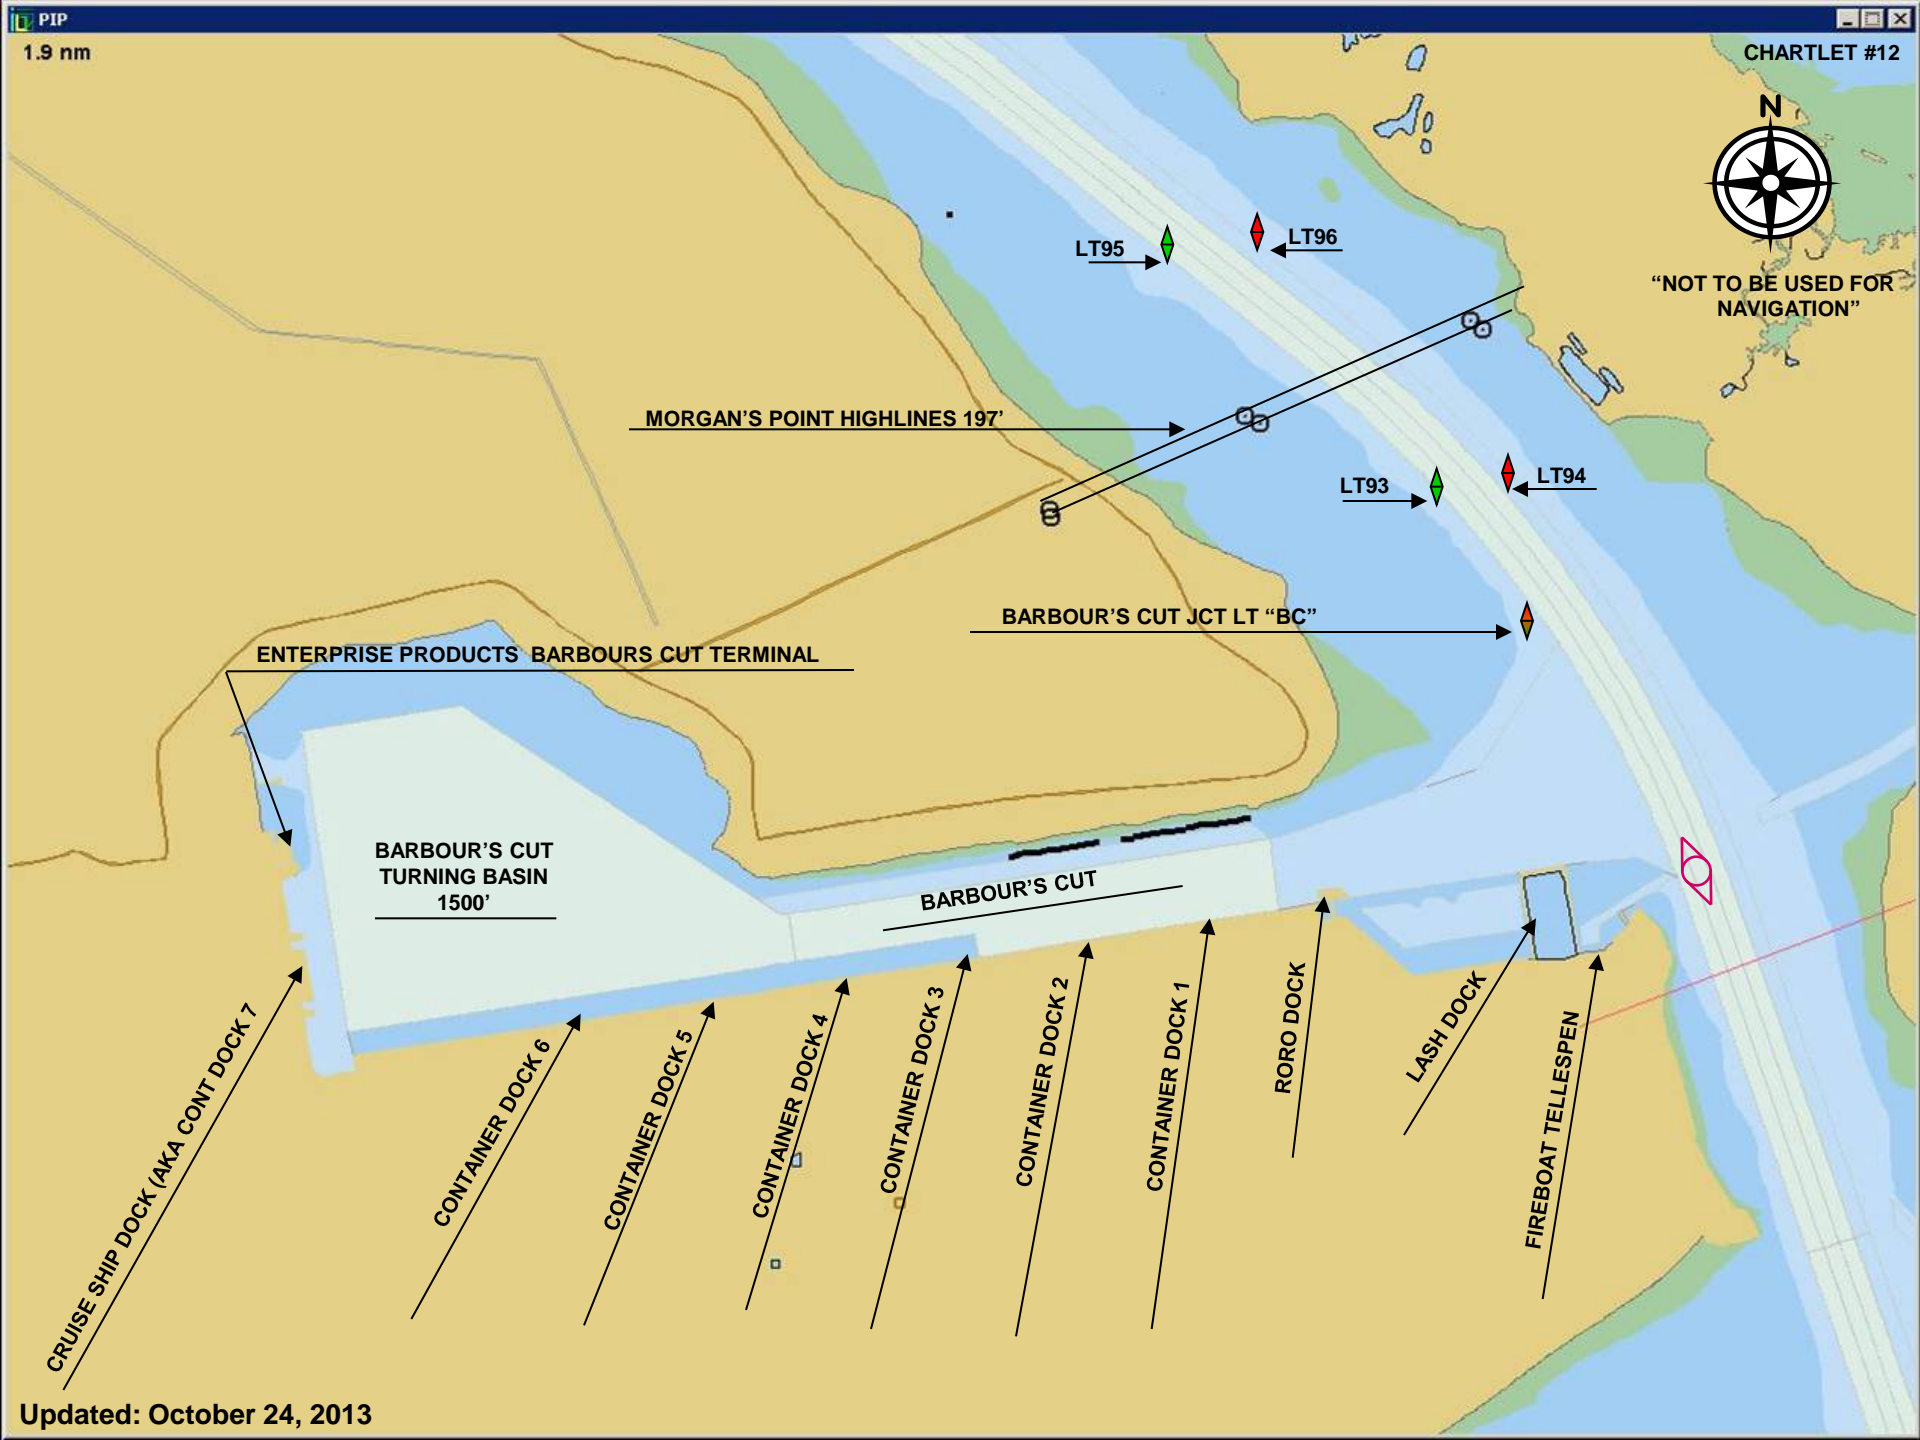 PIP
1.9 nm
CHARTLET #12
N
“NOT TO BE USED FOR
NAVIGATION”
LT95
LT96
MORGAN’S POINT HIGHLINES 197’
LT93
LT94
BARBOUR’S CUT JCT LT “BC”
ENTERPRISE PRODUCTS BARBOURS CUT TERMINAL
BARBOUR’S CUT
TURNING BASIN
1500’
BARBOUR’S CUT
CRUISE SHIP DOCK (AKA CONT DOCK 7
CONTAINER DOCK 6
CONTAINER DOCK 5
CONTAINER DOCK 4
CONTAINER DOCK 3
CONTAINER DOCK 2
CONTAINER DOCK 1
RORO DOCK
LASH DOCK
FIREBOAT TELLESPEN
Updated: October 24, 2013